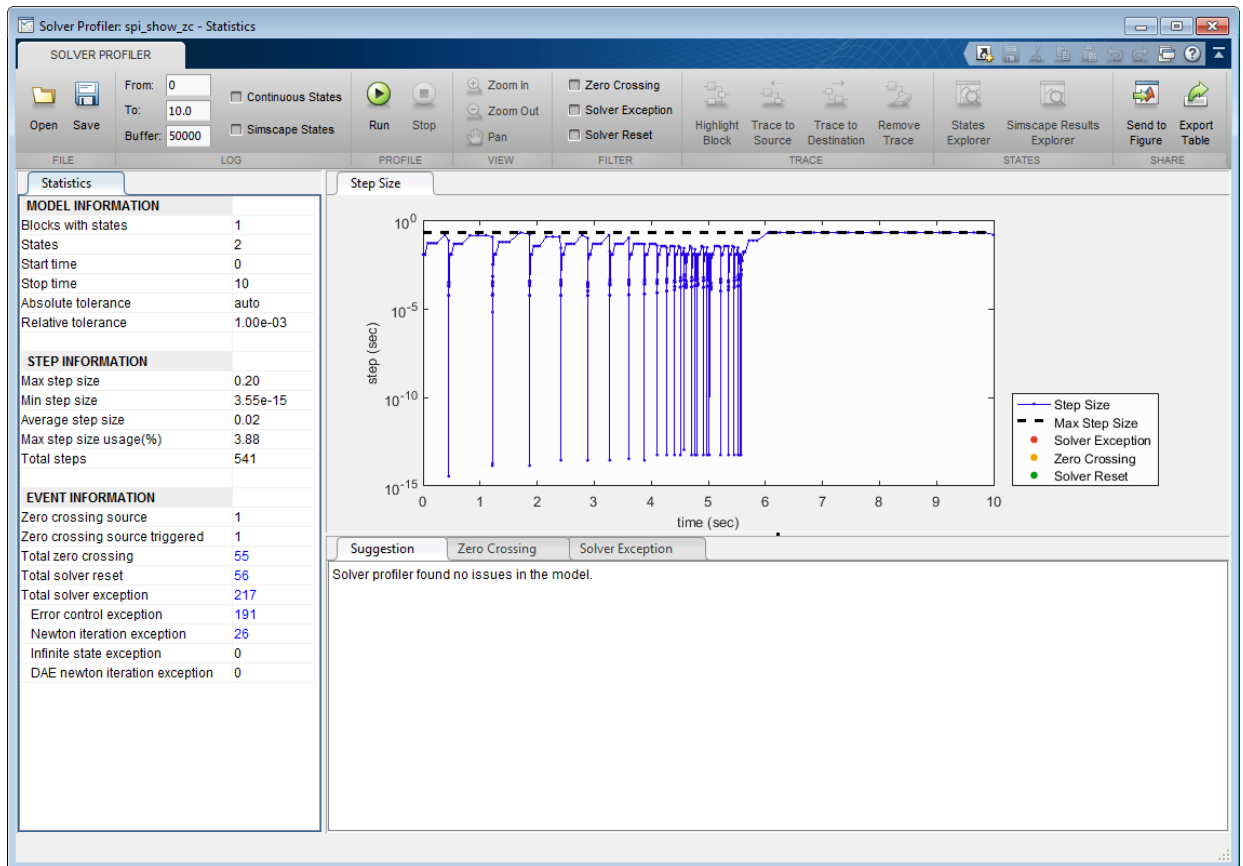 Solver Profiler: spi_show_zc - Statistics
SOLVER PROFILER
From: 0
To: 10.0
Buffer: 50000
Continuous States
Simscape States
Open Save
Run Stop
Zoom In
Zoom Out
Pan
Zero Crossing
Solver Exception
Solver Reset
Highlight Block
Trace to Source
Trace to Destination
Remove Trace
States Explorer
Simscape Results Explorer
Send to Figure
Export Table
FILE LOG PROFILE VIEW FILTER TRACE STATES SHARE
Statistics
MODEL INFORMATION
Blocks with states 1
States 2
Start time 0
Stop time 10
Absolute tolerance auto
Relative tolerance 1.00e-03
STEP INFORMATION
Max step size 0.20
Min step size 3.55e-15
Average step size 0.02
Max step size usage(%) 3.88
Total steps 541
EVENT INFORMATION
Zero crossing source 1
Zero crossing source triggered 1
Total zero crossing 55
Total solver reset 56
Total solver exception 217
Error control exception 191
Newton iteration exception 26
Infinite state exception 0
DAE newton iteration exception 0
Step Size
10^0
10^-5
10^-10
10^-15
step (sec)
0 1 2 3 4 5 6 7 8 9 10
time (sec)
Step Size
Max Step Size
Solver Exception
Zero Crossing
Solver Reset
Suggestion Zero Crossing Solver Exception
Solver profiler found no issues in the model.